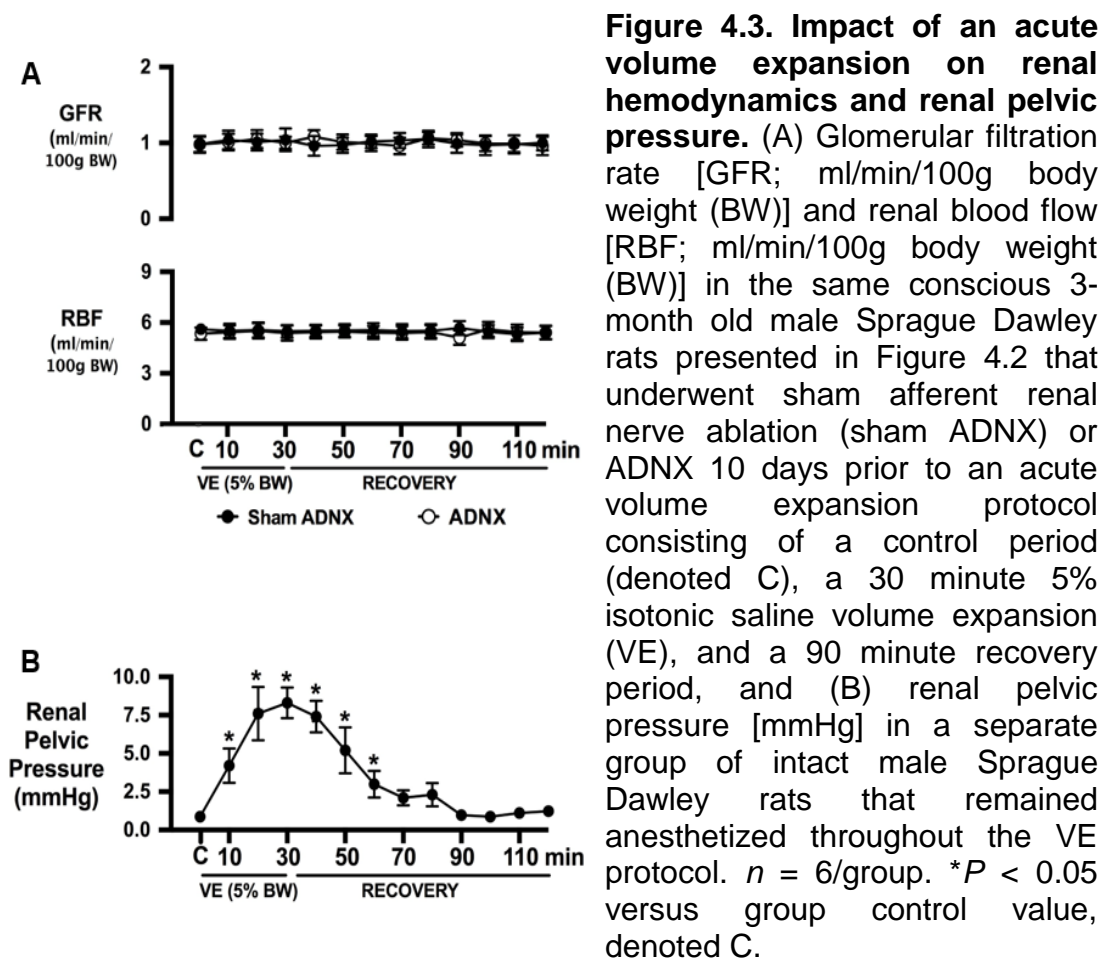 A
GFR
(ml/min/
100g BW)
2
1
0
RBF
(ml/min/
100g BW)
9
6
3
0
C 10 30 50 70 90 110 min
VE (5% BW) RECOVERY
Sham ADNX ADNX
B
Renal
Pelvic
Pressure
(mmHg)
10.0
7.5
5.0
2.5
0.0
* * * * * *
C 10 30 50 70 90 110 min
VE (5% BW) RECOVERY
Figure 4.3. Impact of an acute
volume expansion on renal
hemodynamics and renal pelvic
pressure. (A) Glomerular filtration
rate [GFR; ml/min/100g body
weight (BW)] and renal blood flow
[RBF; ml/min/100g body weight
(BW)] in the same conscious 3-
month old male Sprague Dawley
rats presented in Figure 4.2 that
underwent sham afferent renal
nerve ablation (sham ADNX) or
ADNX 10 days prior to an acute
volume expansion protocol
consisting of a control period
(denoted C), a 30 minute 5%
isotonic saline volume expansion
(VE), and a 90 minute recovery
period, and (B) renal pelvic
pressure [mmHg] in a separate
group of intact male Sprague
Dawley rats that remained
anesthetized throughout the VE
protocol. n = 6/group. *P < 0.05
versus group control value,
denoted C.